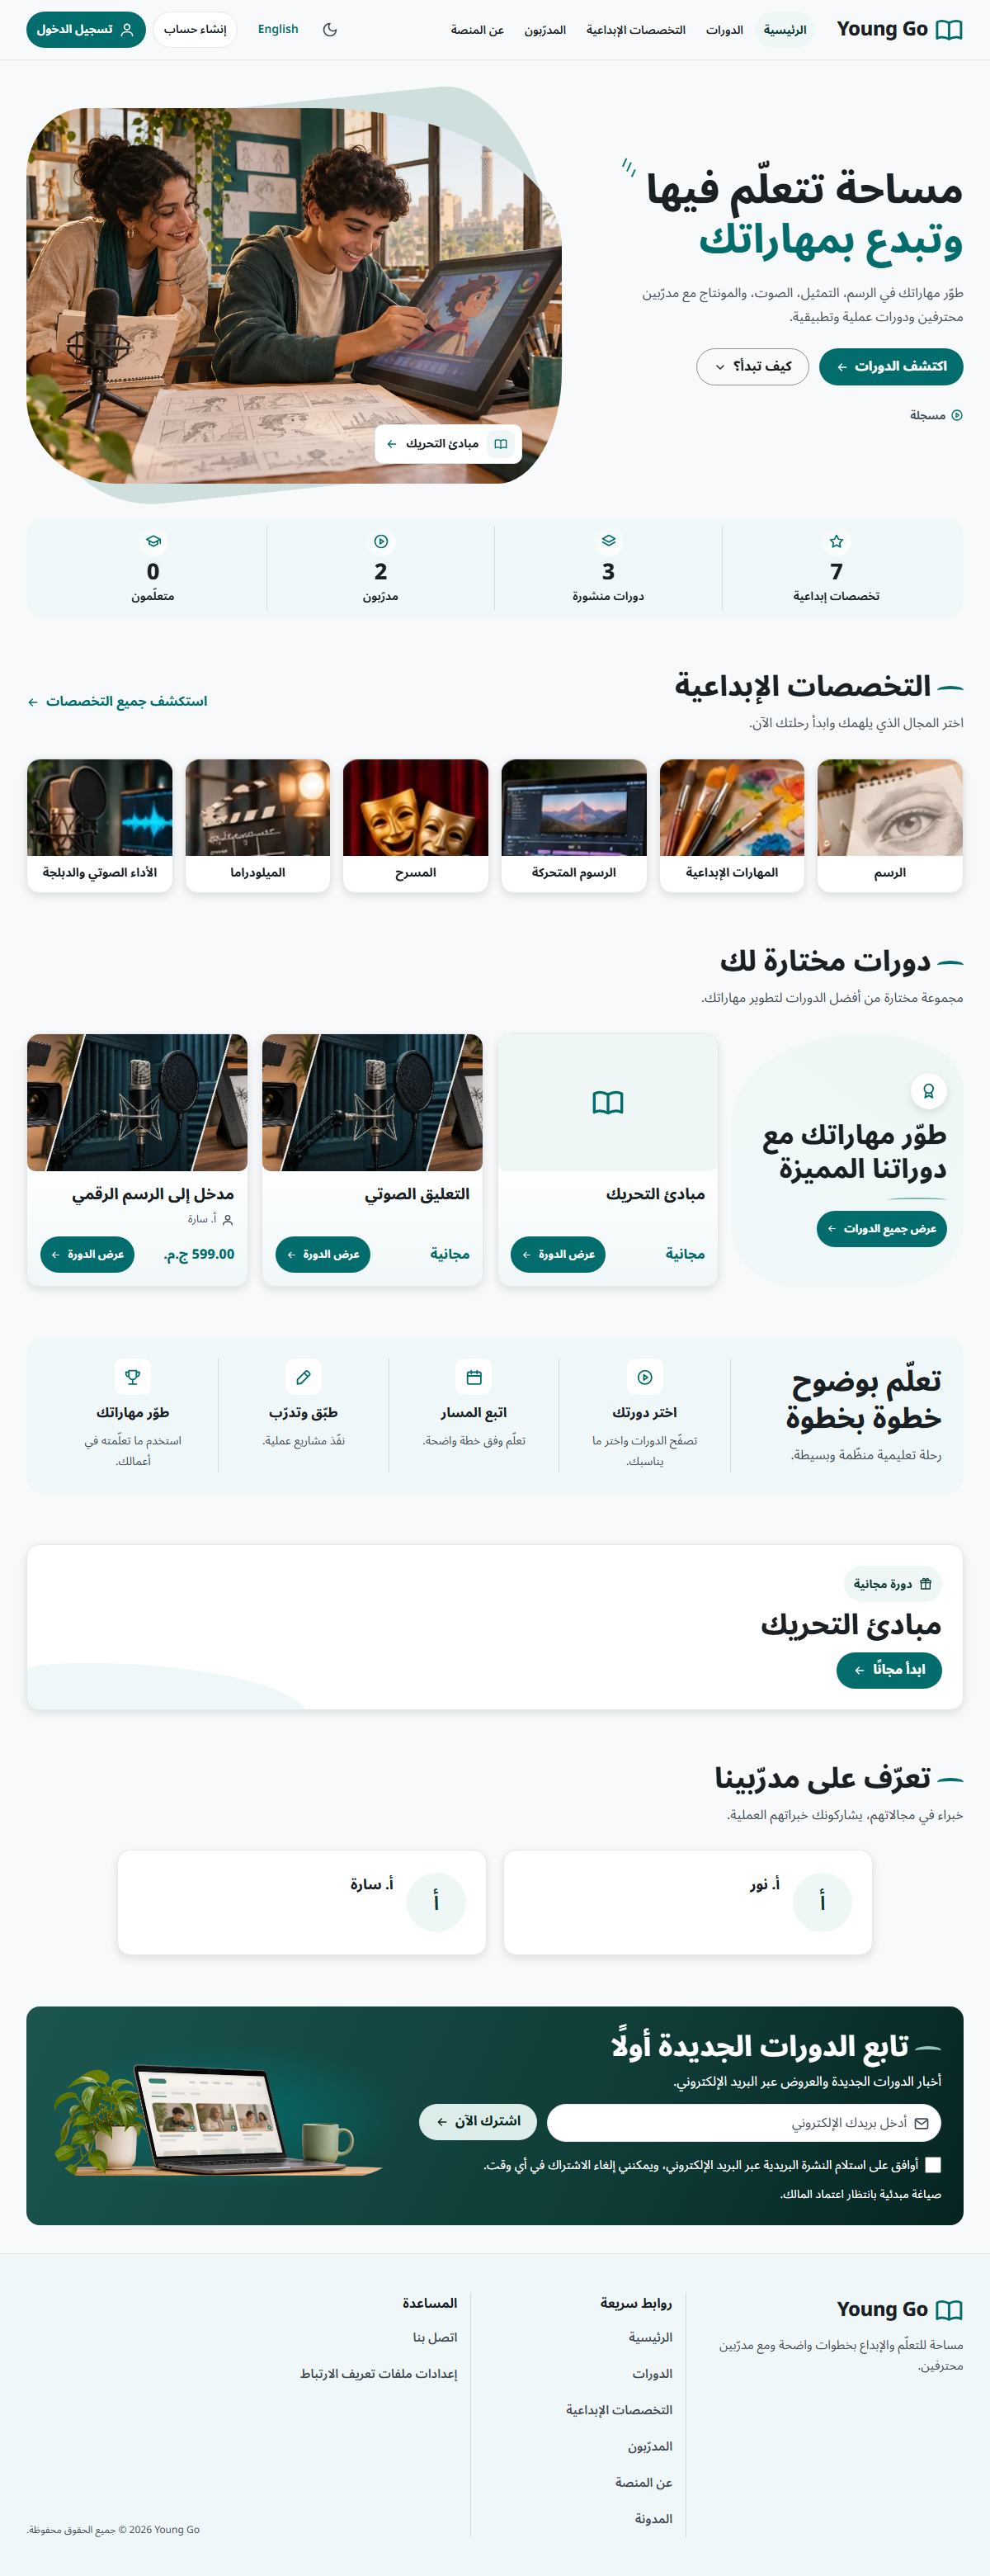 Young Go
الرئيسية
الدورات
التخصصات الإبداعية
المدرّبون
عن المنصة
English
إنشاء حساب
تسجيل الدخول
مساحة تتعلّم فيها
وتبدع بمهاراتك
طوّر مهاراتك في الرسم، التمثيل، الصوت، والمونتاج مع مدرّبين
محترفين ودورات عملية وتطبيقية.
اكتشف الدورات
كيف تبدأ؟
مسجلة
مبادئ التحريك
7
تخصصات إبداعية
3
دورات منشورة
2
مدرّبون
0
متعلّمون
التخصصات الإبداعية
اختر المجال الذي يلهمك وابدأ رحلتك الآن.
استكشف جميع التخصصات
الرسم
المهارات الإبداعية
الرسوم المتحركة
المسرح
الميلودراما
الأداء الصوتي والدبلجة
دورات مختارة لك
مجموعة مختارة من أفضل الدورات لتطوير مهاراتك.
طوّر مهاراتك مع
دوراتنا المميزة
عرض جميع الدورات
مبادئ التحريك
مجانية
عرض الدورة
التعليق الصوتي
مجانية
عرض الدورة
مدخل إلى الرسم الرقمي
أ. سارة
599.00 ج.م.
عرض الدورة
تعلّم بوضوح
خطوة بخطوة
رحلة تعليمية منظّمة وبسيطة.
اختر دورتك
تصفّح الدورات واختر ما
يناسبك.
اتبع المسار
تعلّم وفق خطة واضحة.
طبّق وتدرّب
نفّذ مشاريع عملية.
طوّر مهاراتك
استخدم ما تعلّمته في
أعمالك.
دورة مجانية
مبادئ التحريك
ابدأ مجانًا
تعرّف على مدرّبينا
خبراء في مجالاتهم، يشاركونك خبراتهم العملية.
أ
أ. نور
أ
أ. سارة
تابع الدورات الجديدة أولًا
أخبار الدورات الجديدة والعروض عبر البريد الإلكتروني.
أدخل بريدك الإلكتروني
اشترك الآن
أوافق على استلام النشرة البريدية عبر البريد الإلكتروني، ويمكنني إلغاء الاشتراك في أي وقت.
صياغة مبدئية بانتظار اعتماد المالك.
Young Go
مساحة للتعلّم والإبداع بخطوات واضحة ومع مدرّبين
محترفين.
روابط سريعة
الرئيسية
الدورات
التخصصات الإبداعية
المدرّبون
عن المنصة
المدونة
المساعدة
اتصل بنا
إعدادات ملفات تعريف الارتباط
Young Go 2026 © جميع الحقوق محفوظة.